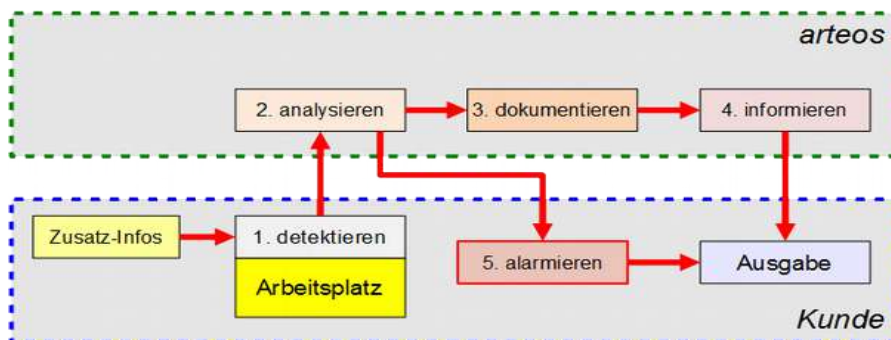 arteos
2. analysieren
3. dokumentieren
4. informieren
Zusatz-Infos
1. detektieren
5. alarmieren
Ausgabe
Arbeitsplatz
Kunde